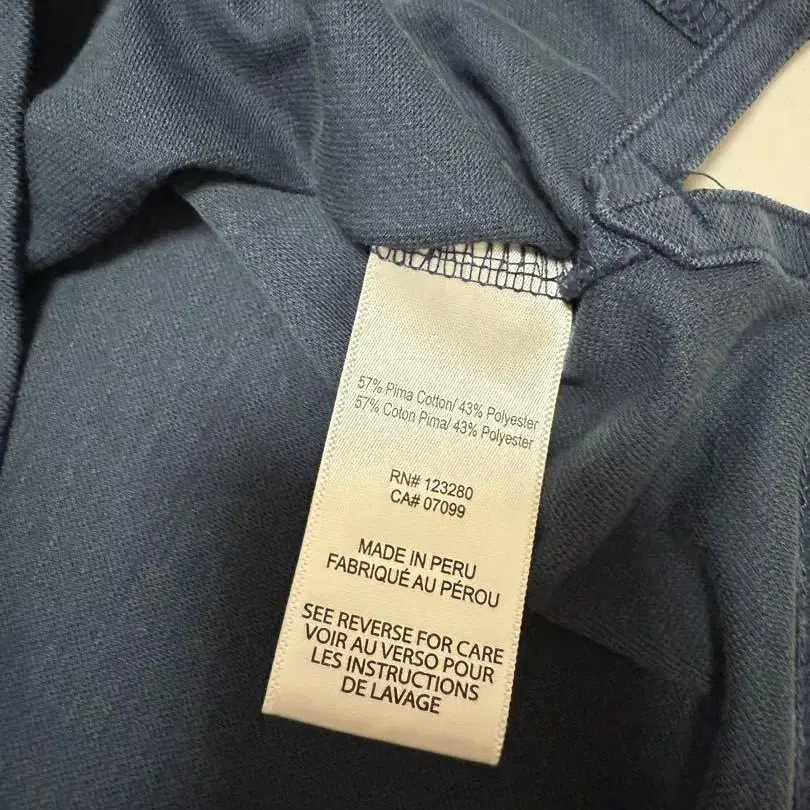 57% Pima Cotton/ 43% Polyester
57% Coton Pima/ 43% Polyester
RN# 123280
CA# 07099
MADE IN PERU
FABRIQUÉ AU PÉROU
SEE REVERSE FOR CARE
VOIR AU VERSO POUR
LES INSTRUCTIONS
DE LAVAGE